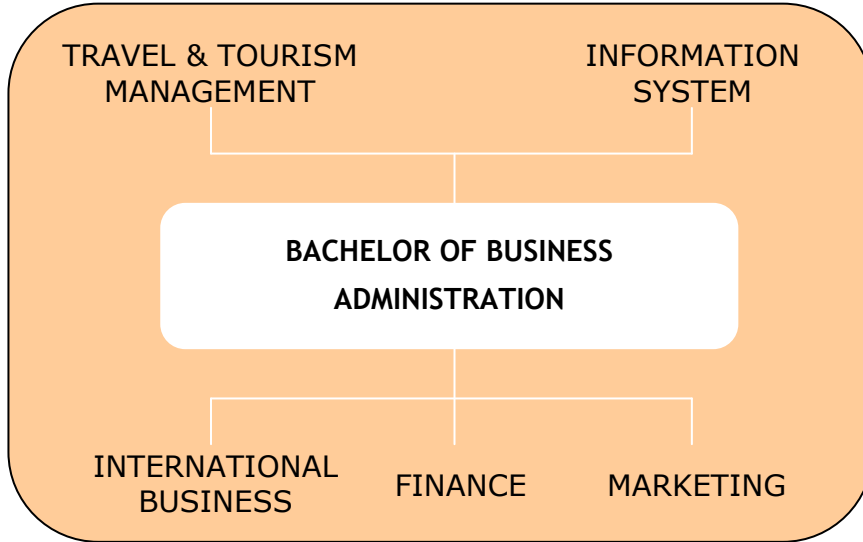 TRAVEL & TOURISM
MANAGEMENT
INFORMATION
SYSTEM
BACHELOR OF BUSINESS
ADMINISTRATION
INTERNATIONAL
BUSINESS
FINANCE
MARKETING